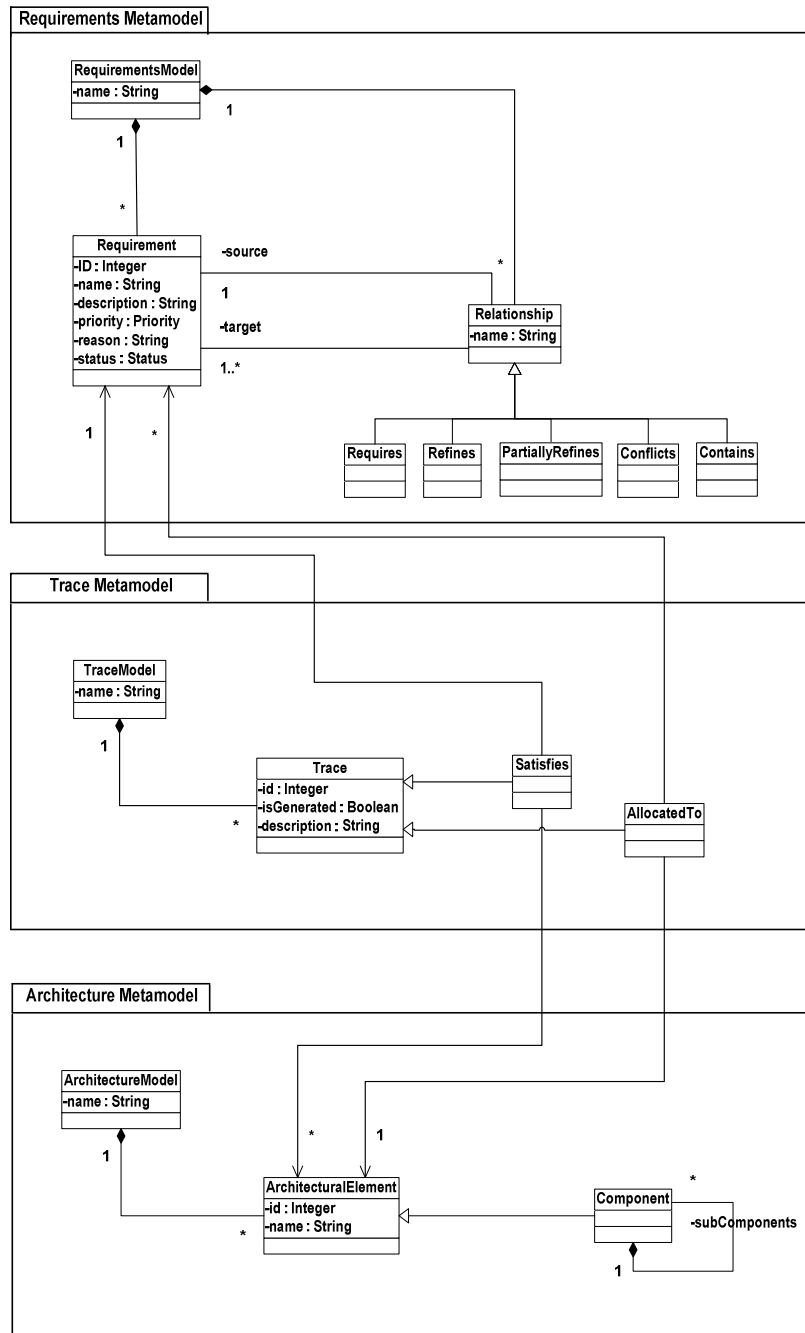 Requirements Metamodel
RequirementsModel
-name : String
1
1
*
Requirement
-ID : Integer
-name : String
-description : String
-priority : Priority
-reason : String
-status : Status
-source
1
*
-target
1..*
Relationship
-name : String
1
*
Requires
Refines
PartiallyRefines
Conflicts
Contains
Trace Metamodel
TraceModel
-name : String
1
*
Trace
-id : Integer
-isGenerated : Boolean
-description : String
Satisfies
AllocatedTo
Architecture Metamodel
ArchitectureModel
-name : String
1
*
*
1
ArchitecturalElement
-id : Integer
-name : String
Component
*
-subComponents
1